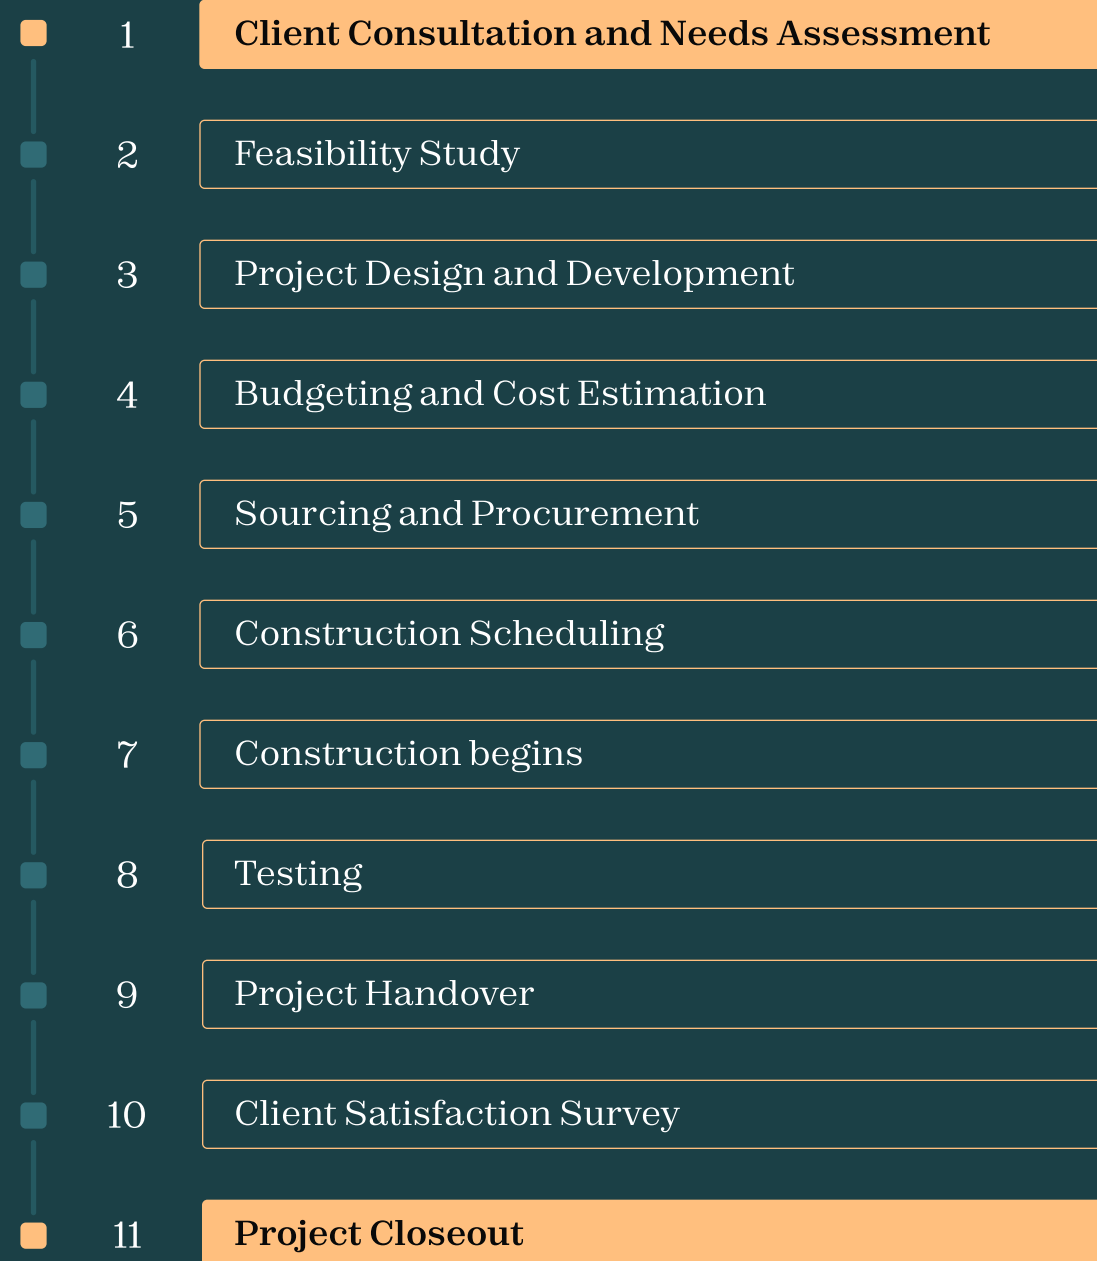 1 Client Consultation and Needs Assessment
2 Feasibility Study
3 Project Design and Development
4 Budgeting and Cost Estimation
5 Sourcing and Procurement
6 Construction Scheduling
7 Construction begins
8 Testing
9 Project Handover
10 Client Satisfaction Survey
11 Project Closeout